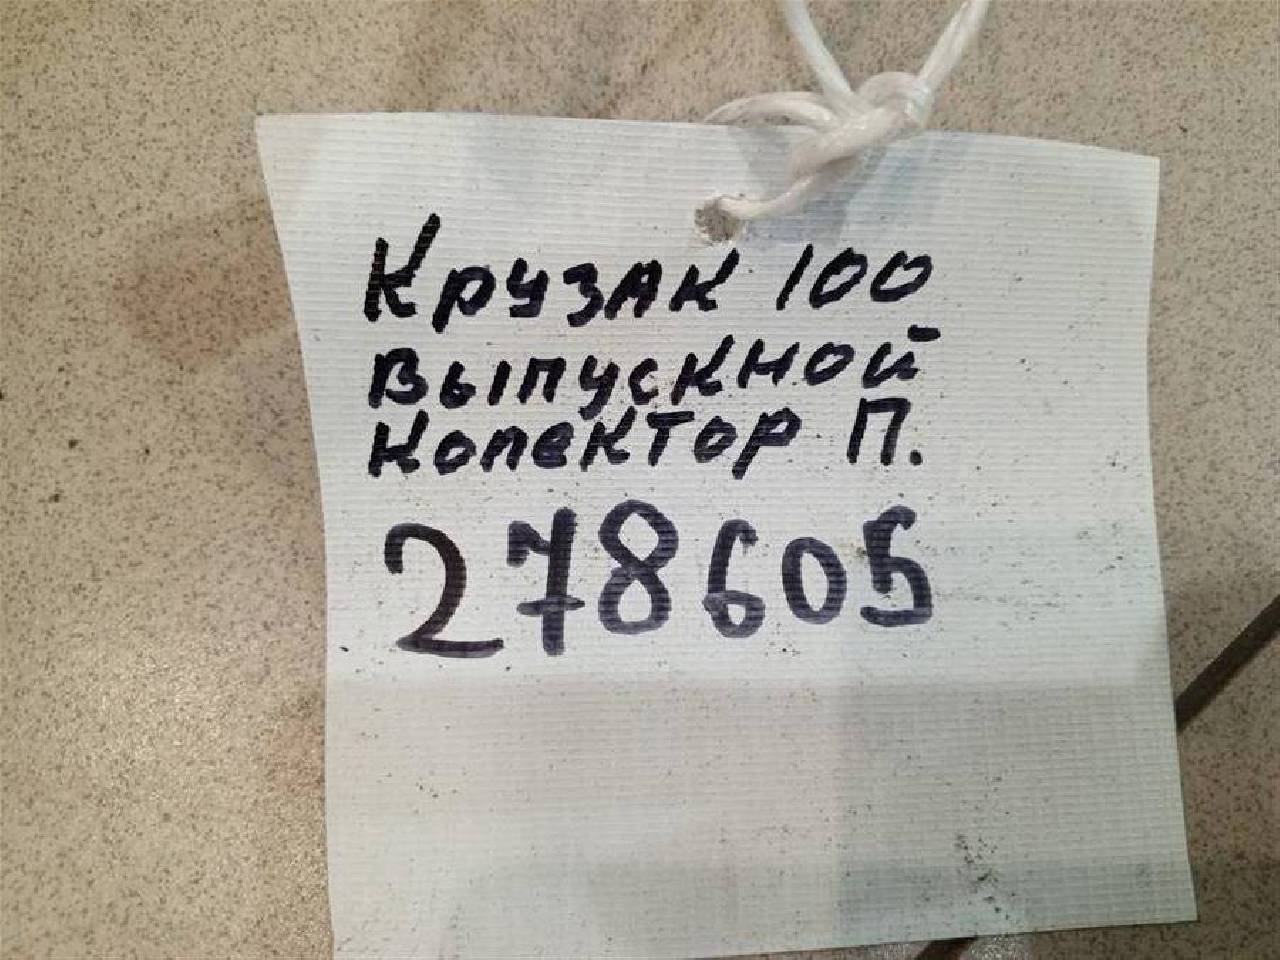 Крузак 100
Выпускной
Колектор П.
278605